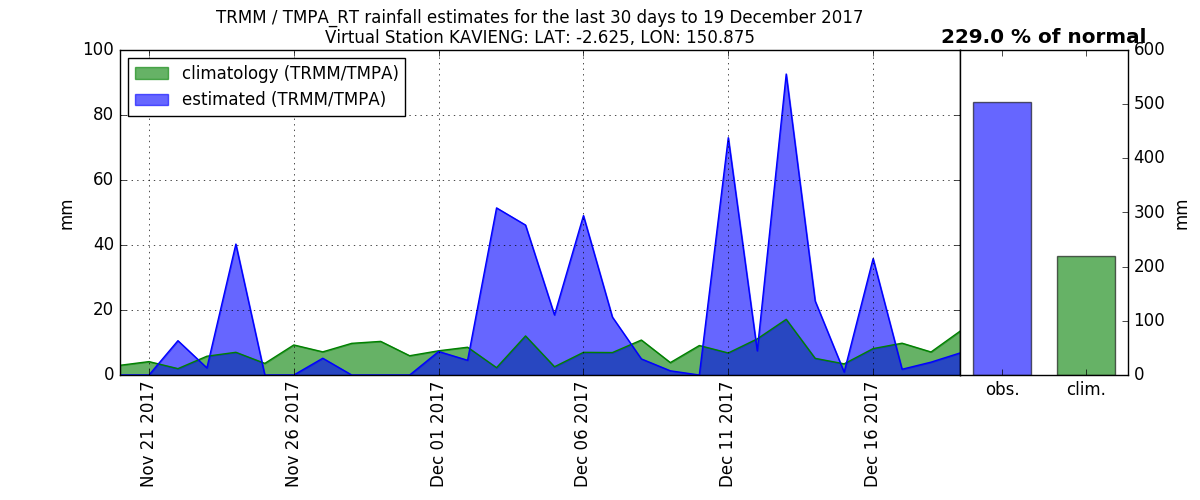 TRMM / TMPA_RT rainfall estimates for the last 30 days to 19 December 2017
Virtual Station KAVIENG: LAT: -2.625, LON: 150.875
229.0 % of normal
climatology (TRMM/TMPA)
estimated (TRMM/TMPA)
mm
100
80
60
40
20
0
Nov 21 2017
Nov 26 2017
Dec 01 2017
Dec 06 2017
Dec 11 2017
Dec 16 2017
obs.
clim.
600
500
400
300
200
100
0
mm